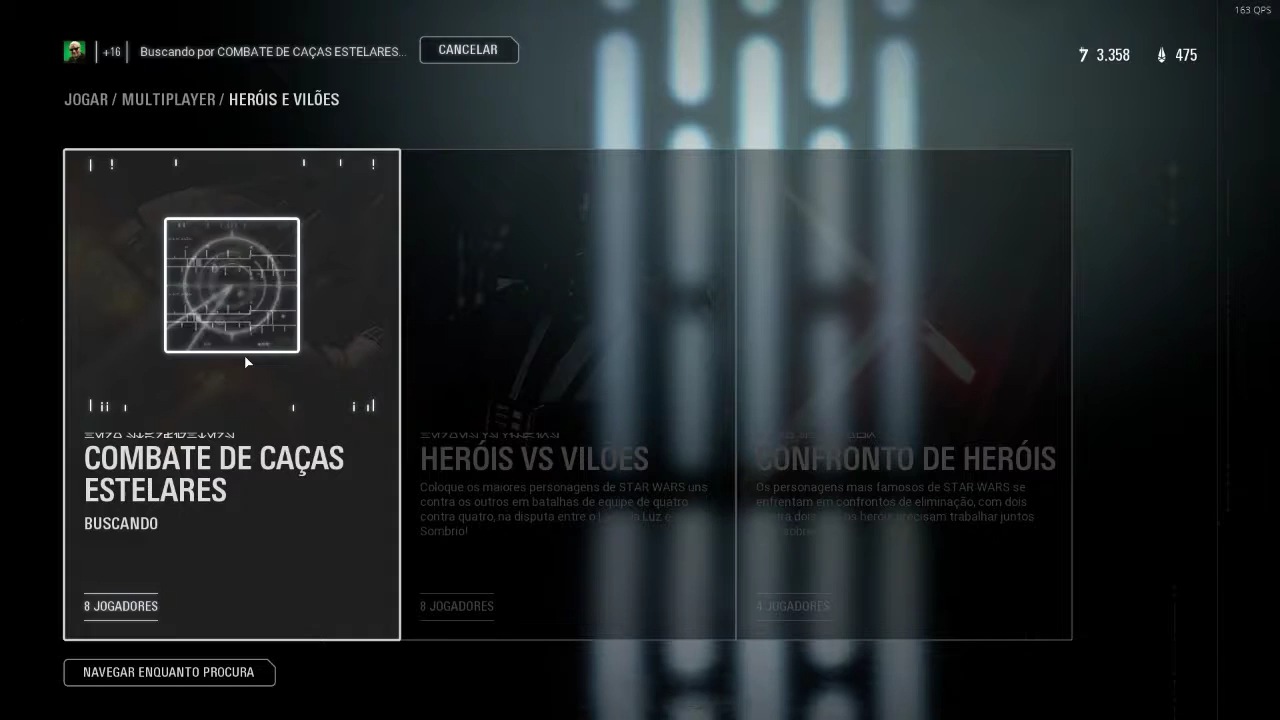 163 QPS
+16
Buscando por COMBATE DE CAÇAS ESTELARES...
CANCELAR
3.358
475
JOGAR / MULTIPLAYER / HERÓIS E VILÕES
COMBATE DE CAÇAS
ESTELARES
BUSCANDO
8 JOGADORES
HERÓIS VS VILÕES
Coloque os maiores personagens de STAR WARS uns
contra os outros em batalhas de equipe de quatro
contra quatro, na disputa entre o Lado da Luz e
Sombrio!
8 JOGADORES
CONFRONTO DE HERÓIS
Os personagens mais famosos de STAR WARS se
enfrentam em confrontos de eliminação, com dois
heróis precisam trabalhar juntos
4 JOGADORES
NAVEGAR ENQUANTO PROCURA